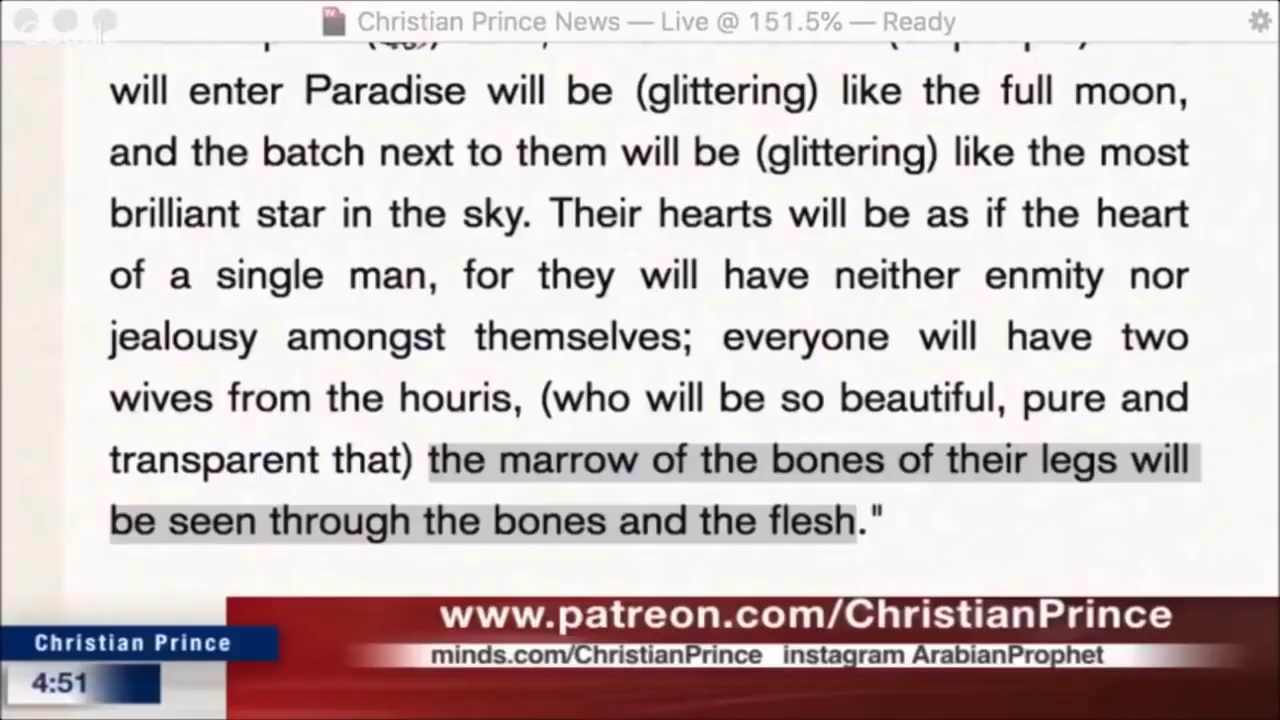 Christian Prince News — Live @ 151.5% — Ready
will enter Paradise will be (glittering) like the full moon,
and the batch next to them will be (glittering) like the most
brilliant star in the sky. Their hearts will be as if the heart
of a single man, for they will have neither enmity nor
jealousy amongst themselves; everyone will have two
wives from the houris, (who will be so beautiful, pure and
transparent that) the marrow of the bones of their legs will
be seen through the bones and the flesh."
www.patreon.com/ChristianPrince
Christian Prince
minds.com/ChristianPrince instagram ArabianProphet
4:51